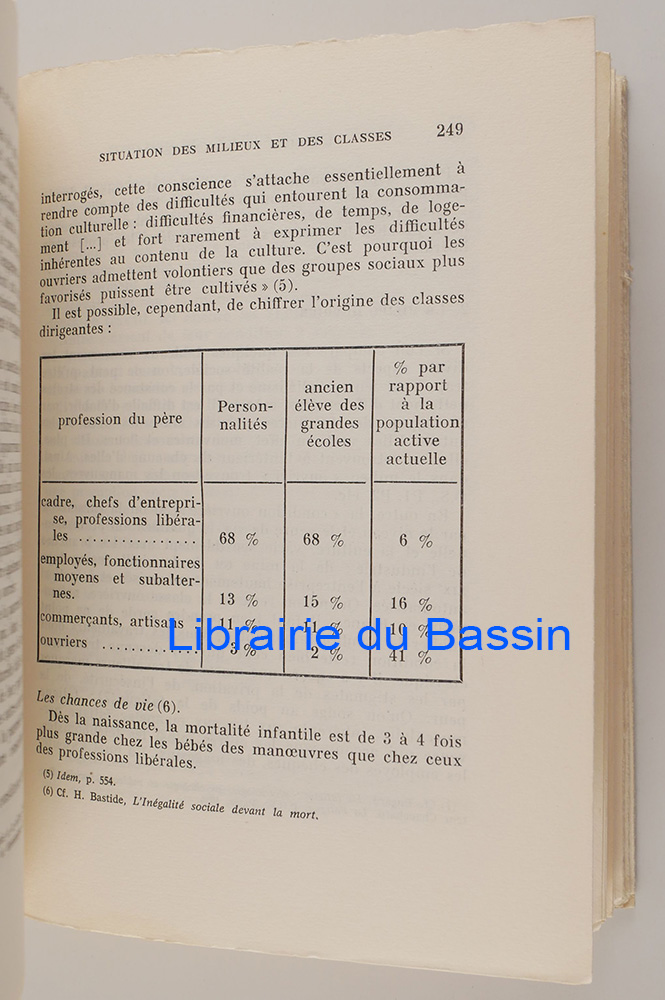 SITUATION DES MILIEUX ET DES CLASSES 249
interrogés, cette conscience s'attache essentiellement à
rendre compte des difficultés qui entourent la consomma-
tion culturelle : difficultés financières, de temps, de loge-
ment [...] et fort rarement à exprimer les difficultés
inhérentes au contenu de la culture. C'est pourquoi les
ouvriers admettent volontiers que des groupes sociaux plus
favorisés puissent être cultivés » (5).
Il est possible, cependant, de chiffrer l'origine des classes
dirigeantes :
profession du père
Person-
nalités
ancien
élève des
grandes
écoles
% par
rapport
à la
population
active
actuelle
cadre, chefs d'entrepri-
se, professions libéra-
les ................ 68 % 68 % 6 %
employés, fonctionnaires
moyens et subalter-
nes. 13 % 15 % 16 %
commerçants, artisans 11 % 11 % 10 %
ouvriers ............. 3 % 2 % 41 %
Librairie du Bassin
Les chances de vie (6).
Dès la naissance, la mortalité infantile est de 3 à 4 fois
plus grande chez les bébés des manœuvres que chez ceux
des professions libérales.
(5) Idem, p. 554.
(6) Cf. H. Bastide, L'Inégalité sociale devant la mort.